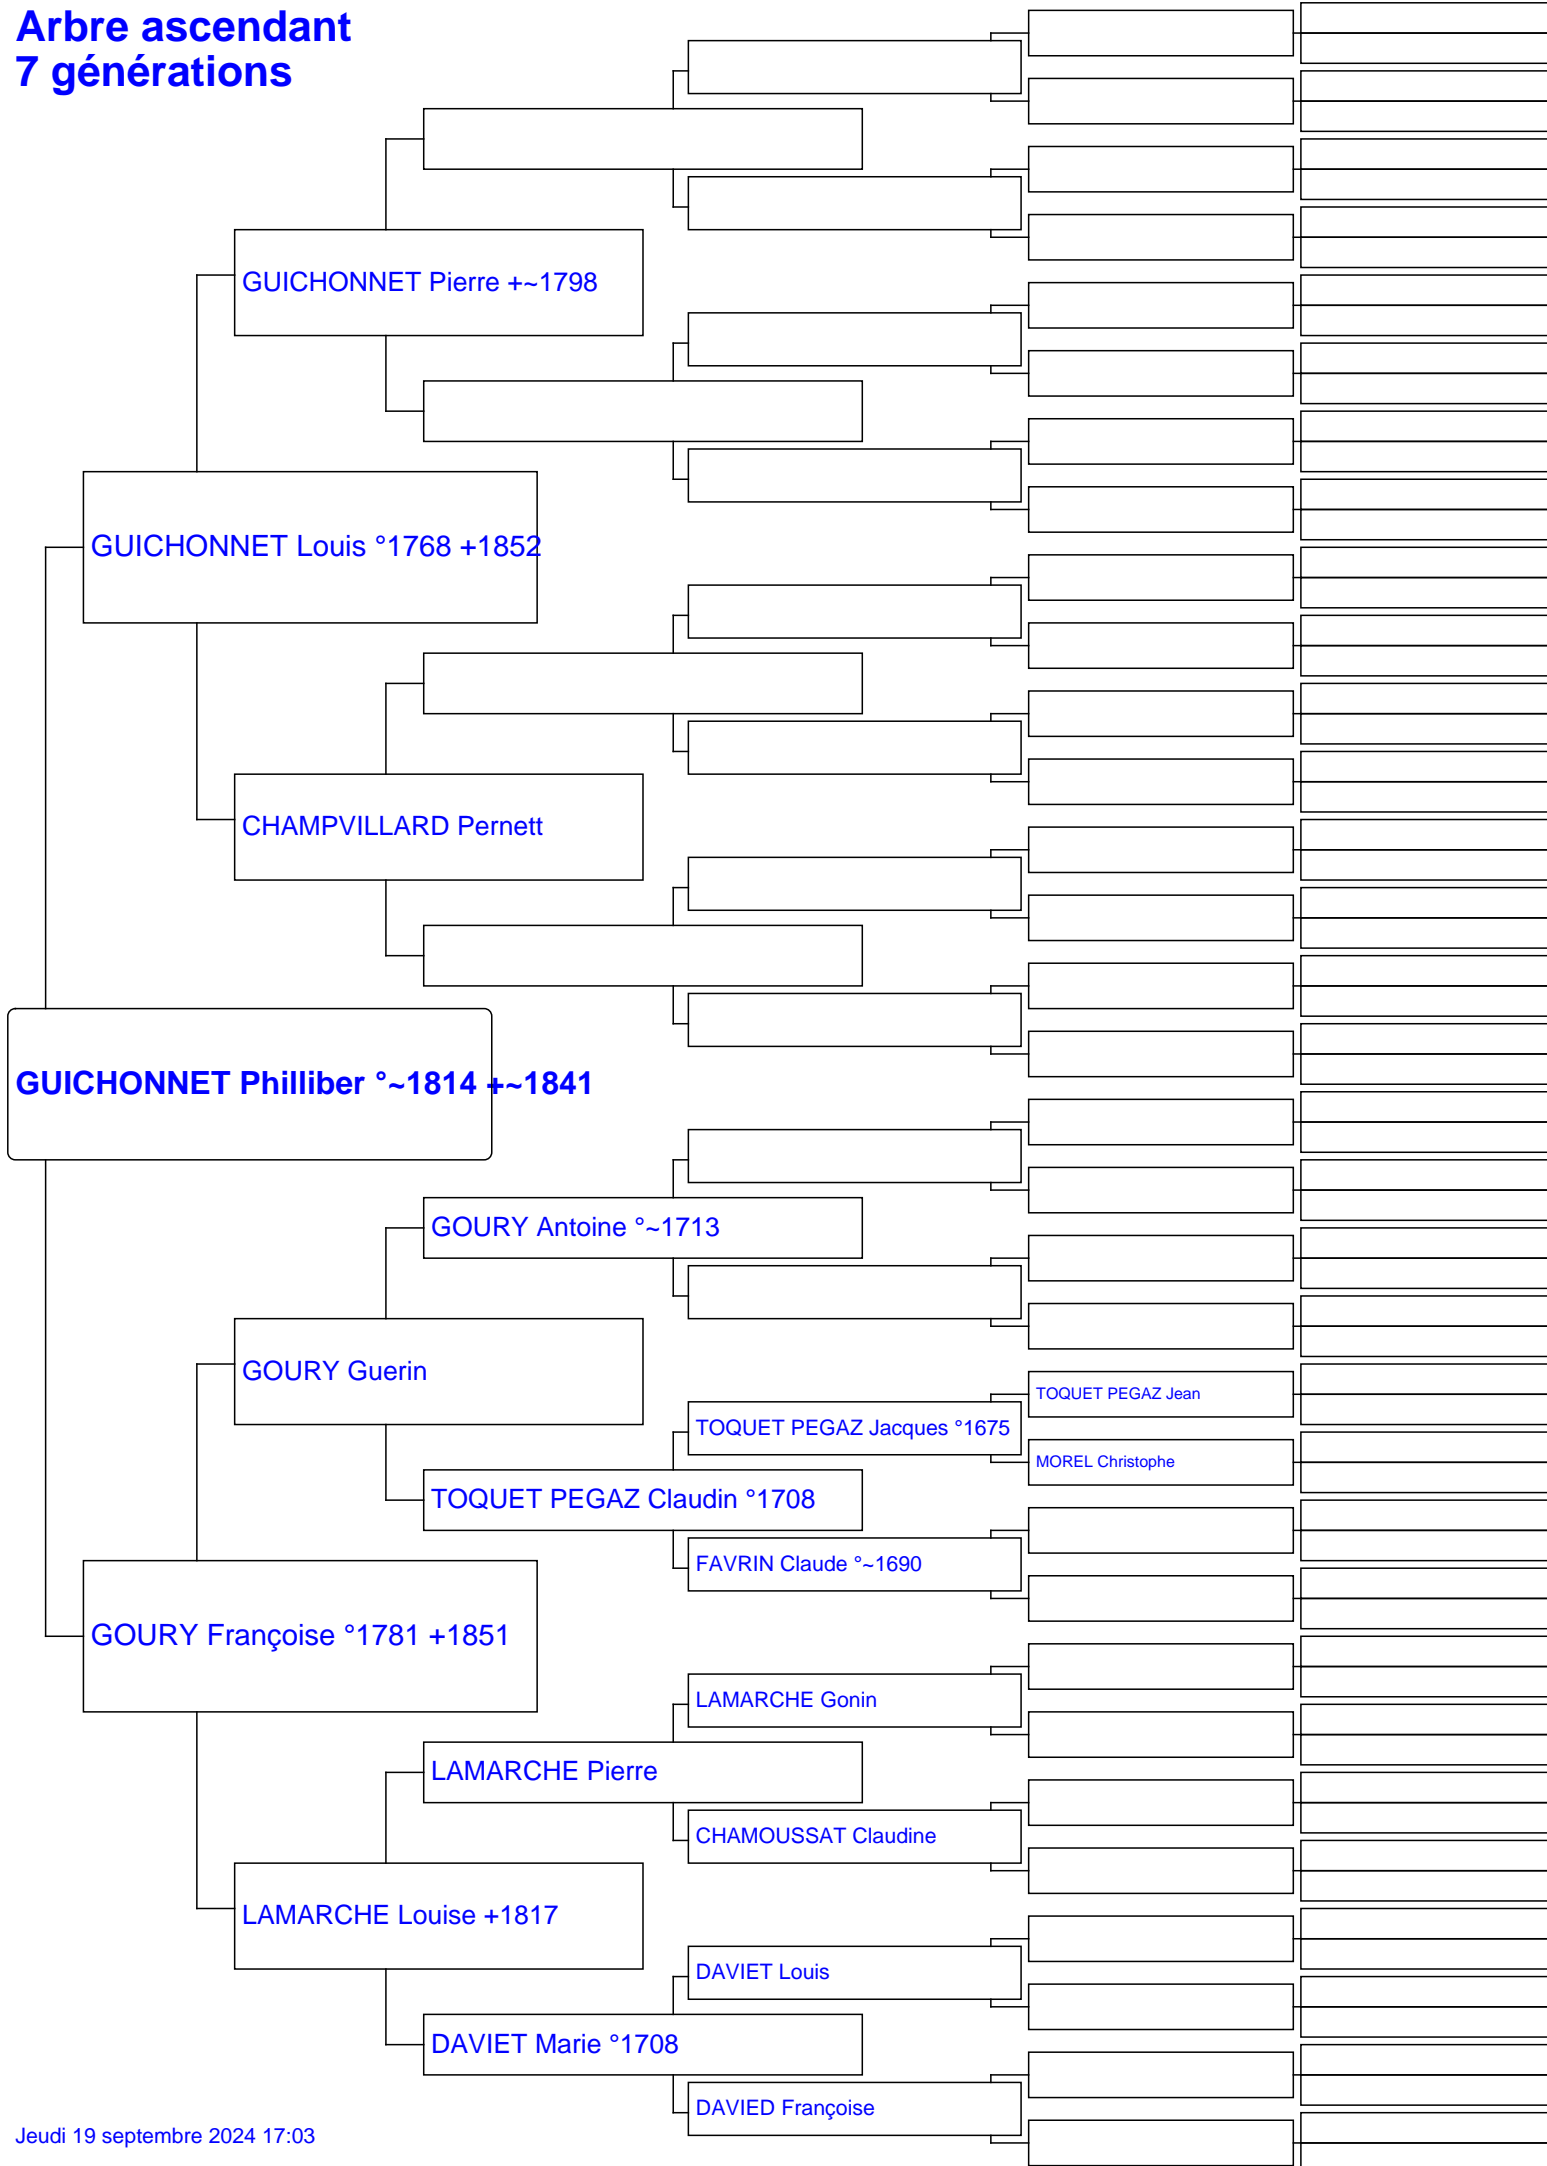 Arbre ascendant
7 générations
GUICHONNET Pierre +~1798
GUICHONNET Louis °1768 +1852
CHAMPVILLARD Pernett
GUICHONNET Philliber °~1814 +~1841
GOURY Antoine °~1713
GOURY Guerin
TOQUET PEGAZ Jean
TOQUET PEGAZ Jacques °1675
MOREL Christophe
TOQUET PEGAZ Claudin °1708
FAVRIN Claude °~1690
GOURY Françoise °1781 +1851
LAMARCHE Gonin
LAMARCHE Pierre
CHAMOUSSAT Claudine
LAMARCHE Louise +1817
DAVIET Louis
DAVIET Marie °1708
DAVIED Françoise
Jeudi 19 septembre 2024 17:03